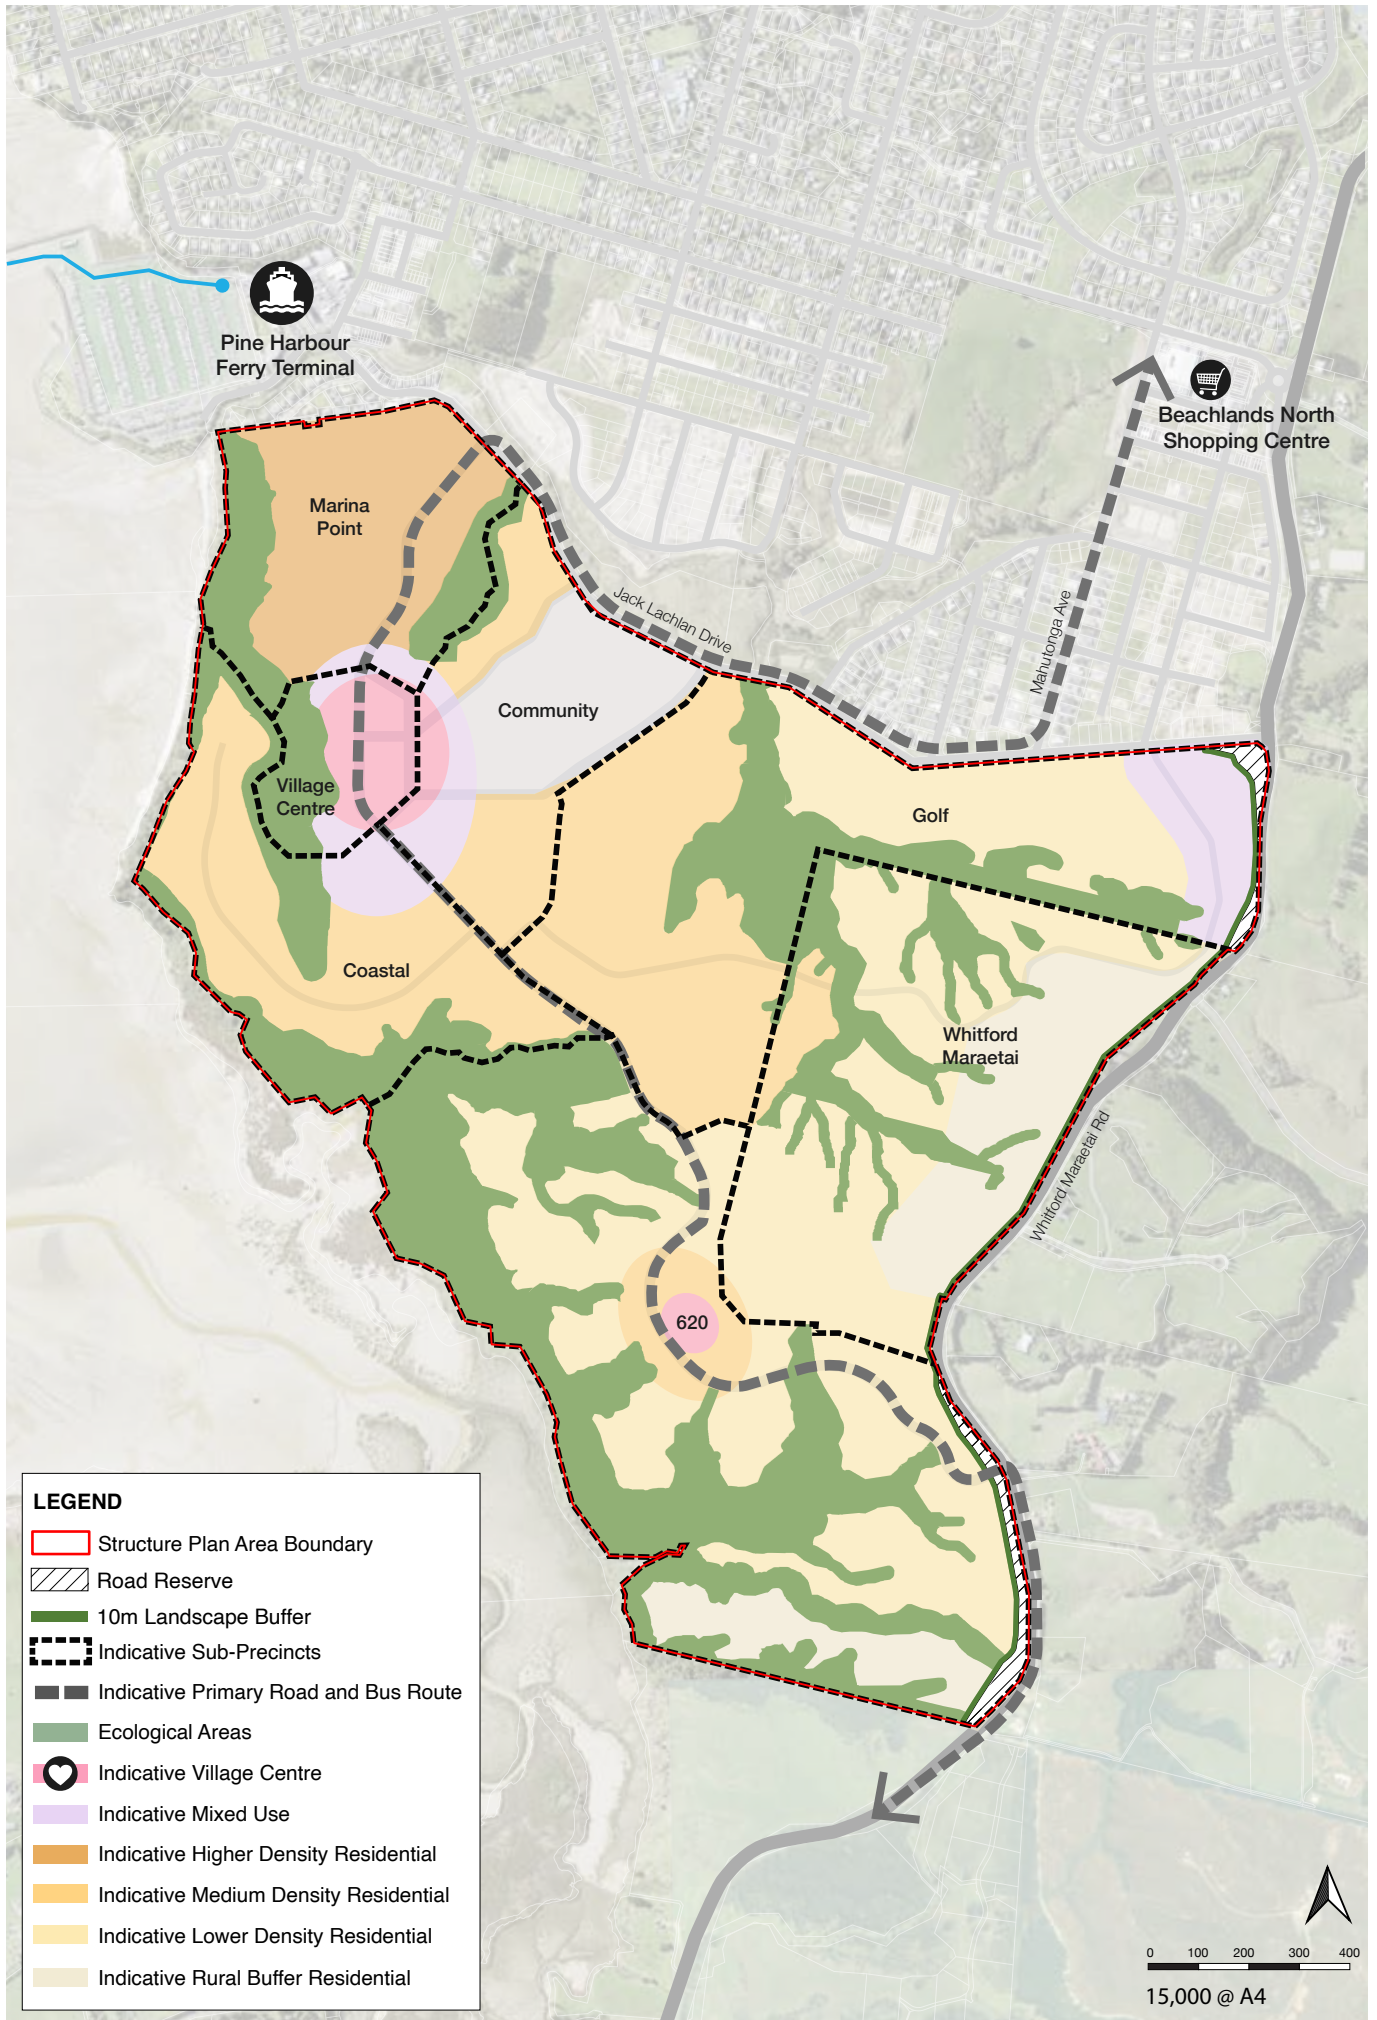 Pine Harbour
Ferry Terminal
Beachlands North
Shopping Centre
Marina
Point
Jack Lachlan Drive
Mahutonga Ave
Community
Village
Centre
Golf
Coastal
Whitford
Maraetai
Whitford Maraetai Rd
620
LEGEND
Structure Plan Area Boundary
Road Reserve
10m Landscape Buffer
Indicative Sub-Precincts
Indicative Primary Road and Bus Route
Ecological Areas
Indicative Village Centre
Indicative Mixed Use
Indicative Higher Density Residential
Indicative Medium Density Residential
Indicative Lower Density Residential
Indicative Rural Buffer Residential
0 100 200 300 400
15,000 @ A4